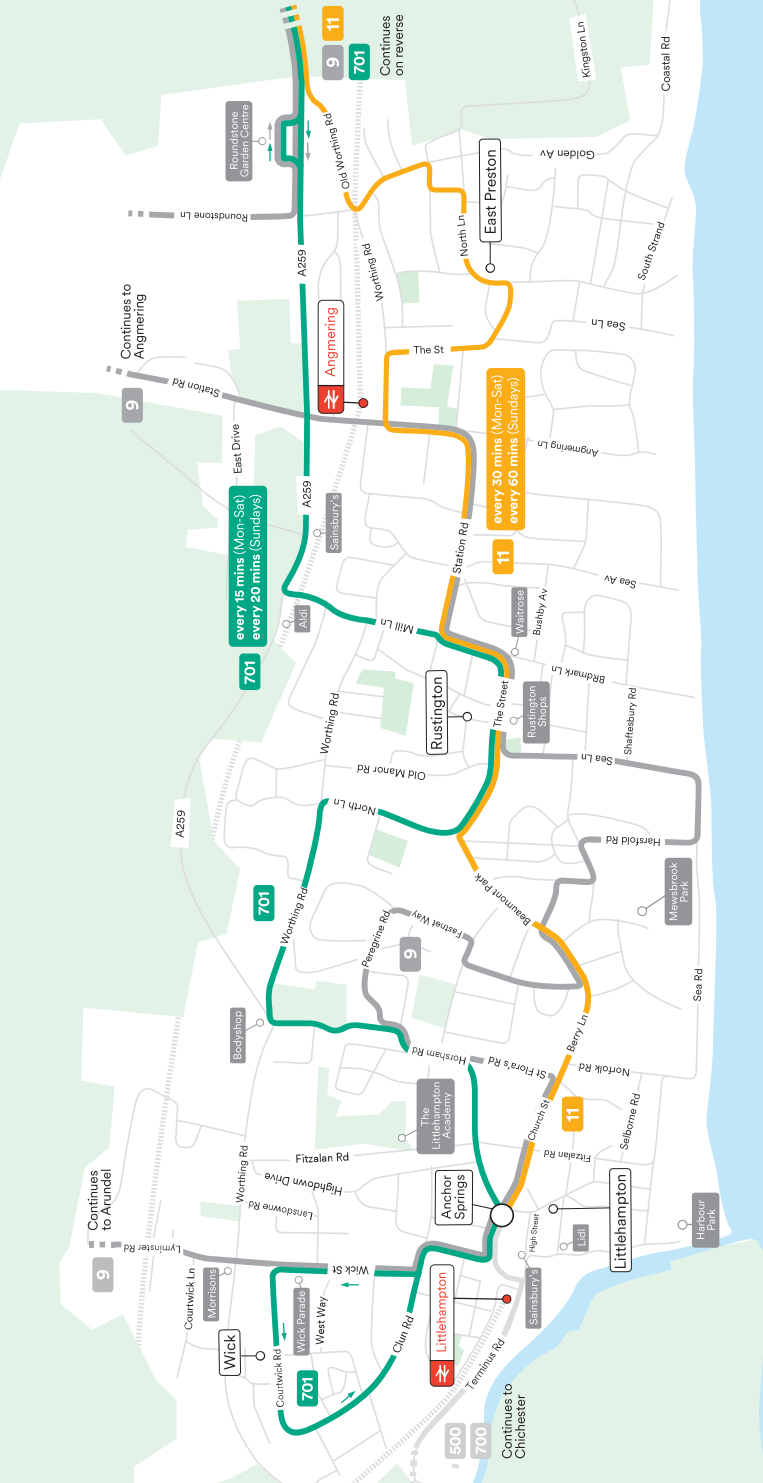 11
9
701
Continues
on reverse
Kingston Ln
Coastal Rd
Roundstone
Garden Centre
Old Worthing Rd
Golden Av
Roundstone Ln
East Preston
North Ln
South Strand
A259
Worthing Rd
Continues to
Angmering
9
Station Rd
Angmering
The St
Sea Ln
East Drive
every 30 mins (Mon-Sat)
every 60 mins (Sundays)
11
Angmering Ln
A259
Sainsbury's
Station Rd
every 15 mins (Mon-Sat)
every 20 mins (Sundays)
701
Aldi
Mill Ln
Sea Av
Waitrose
Bushby Av
BRdmark Ln
Rustington
The Street
Rustington
Shops
Shaftesbury Rd
Worthing Rd
Old Manor Rd
Sea Ln
A259
North Ln
Harsfold Rd
701
Worthing Rd
Beaumont Park
Mewsbrook
Park
Peregrine Rd
Fastnet Way
9
Sea Rd
Bodyshop
Berry Ln
Horsham Rd
St Flora's Rd
Norfolk Rd
The
Littlehampton
Academy
11
Church St
Selborne Rd
Fitzalan Rd
Fitzalan Rd
Highdown Drive
Lansdowne Rd
Worthing Rd
Anchor
Springs
Littlehampton
High Street
Lidl
Harbour
Park
Continues
to Arundel
9
Lyminster Rd
Courtwick Ln
Morrisons
Wick St
Wick Parade
West Way
Wick
Courtwick Rd
701
Clun Rd
Littlehampton
Sainsbury's
Terminus Rd
500
700
Continues to
Chichester